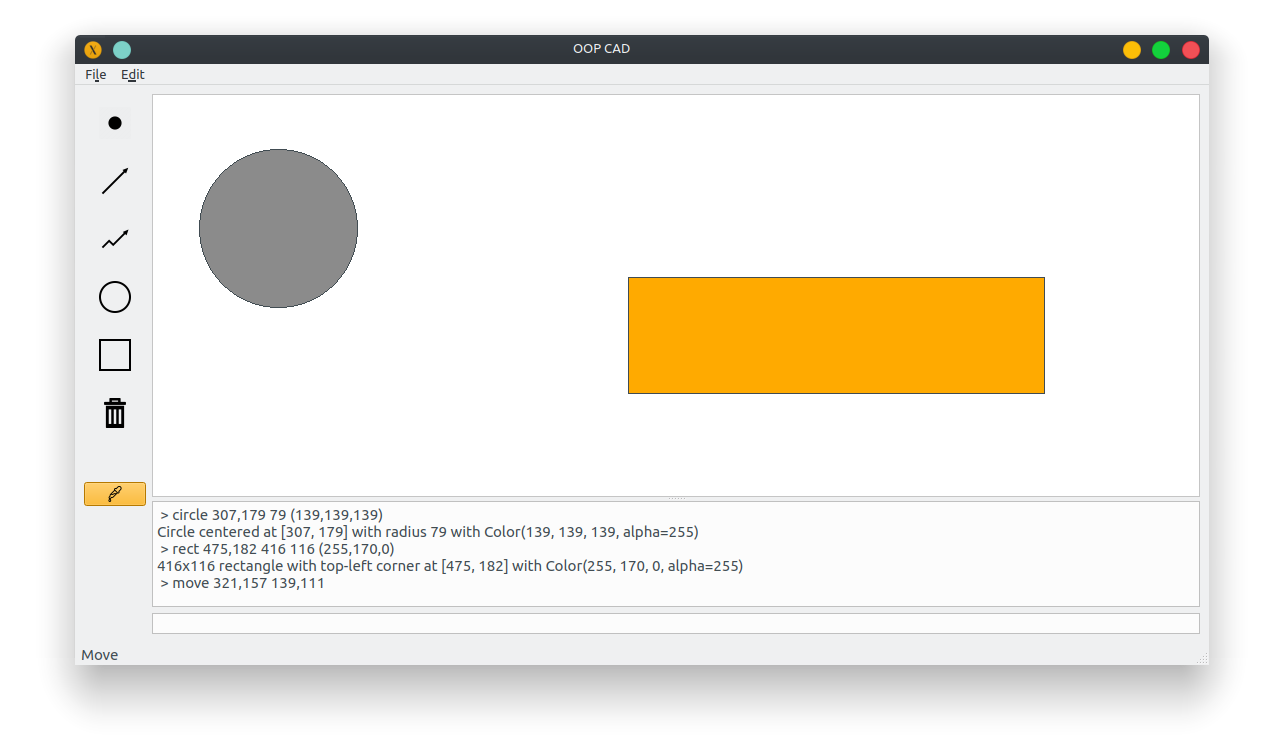 OOP CAD
File Edit
> circle 307,179 79 (139,139,139)
Circle centered at [307, 179] with radius 79 with Color(139, 139, 139, alpha=255)
> rect 475,182 416 116 (255,170,0)
416x116 rectangle with top-left corner at [475, 182] with Color(255, 170, 0, alpha=255)
> move 321,157 139,111
Move